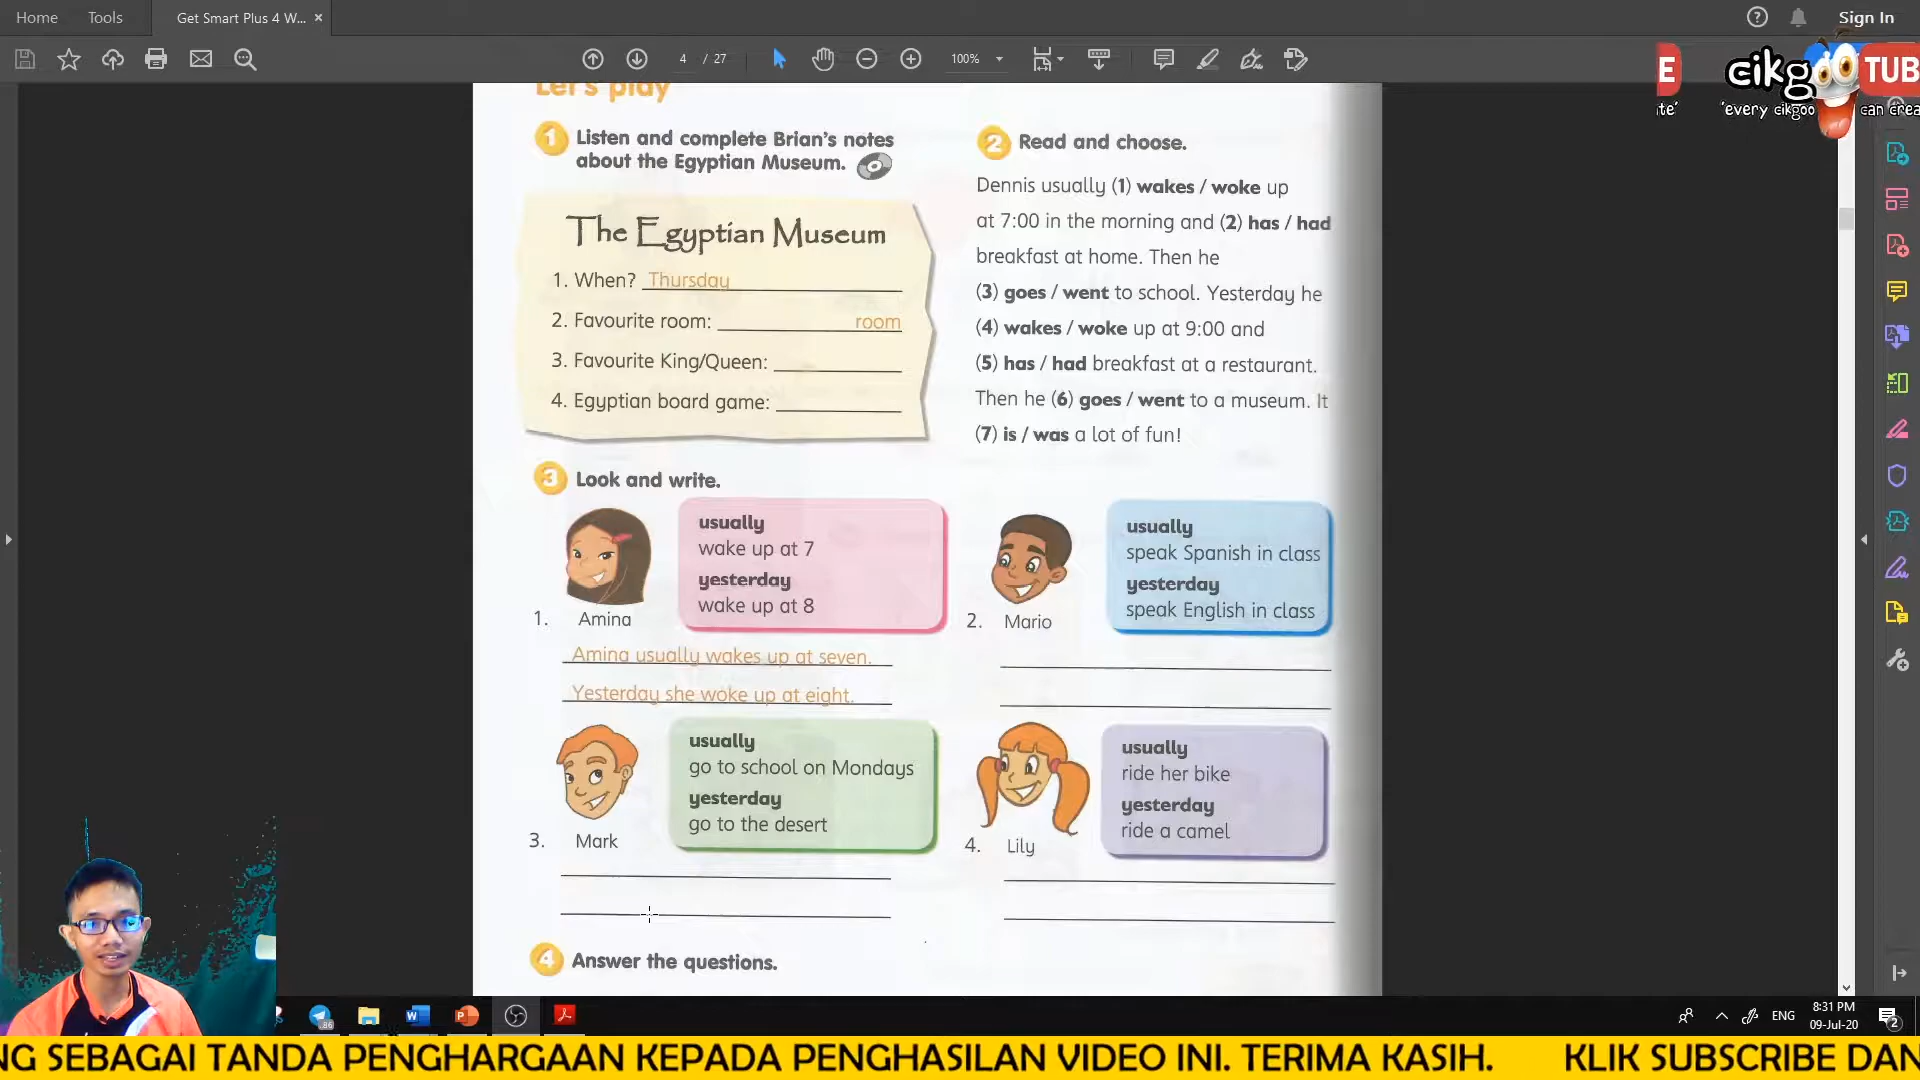 Home
Tools
Get Smart Plus 4 W...
Sign In
4 / 27
100%
E
cikgoo TUB
'every cikgoo can crea
Let's play
1 Listen and complete Brian's notes
about the Egyptian Museum.
The Egyptian Museum
1. When? Thursday
2. Favourite room: room
3. Favourite King/Queen:
4. Egyptian board game:
2 Read and choose.
Dennis usually (1) wakes / woke up
at 7:00 in the morning and (2) has / had
breakfast at home. Then he
(3) goes / went to school. Yesterday he
(4) wakes / woke up at 9:00 and
(5) has / had breakfast at a restaurant.
Then he (6) goes / went to a museum. It
(7) is / was a lot of fun!
3 Look and write.
usually
wake up at 7
yesterday
wake up at 8
1. Amina
Amina usually wakes up at seven.
Yesterday she woke up at eight.
usually
speak Spanish in class
yesterday
speak English in class
2. Mario
usually
go to school on Mondays
yesterday
go to the desert
3. Mark
usually
ride her bike
yesterday
ride a camel
4. Lily
4 Answer the questions.
ENG
8:31 PM
09-Jul-20
2
NG SEBAGAI TANDA PENGHARGAAN KEPADA PENGHASILAN VIDEO INI. TERIMA KASIH. KLIK SUBSCRIBE DAN